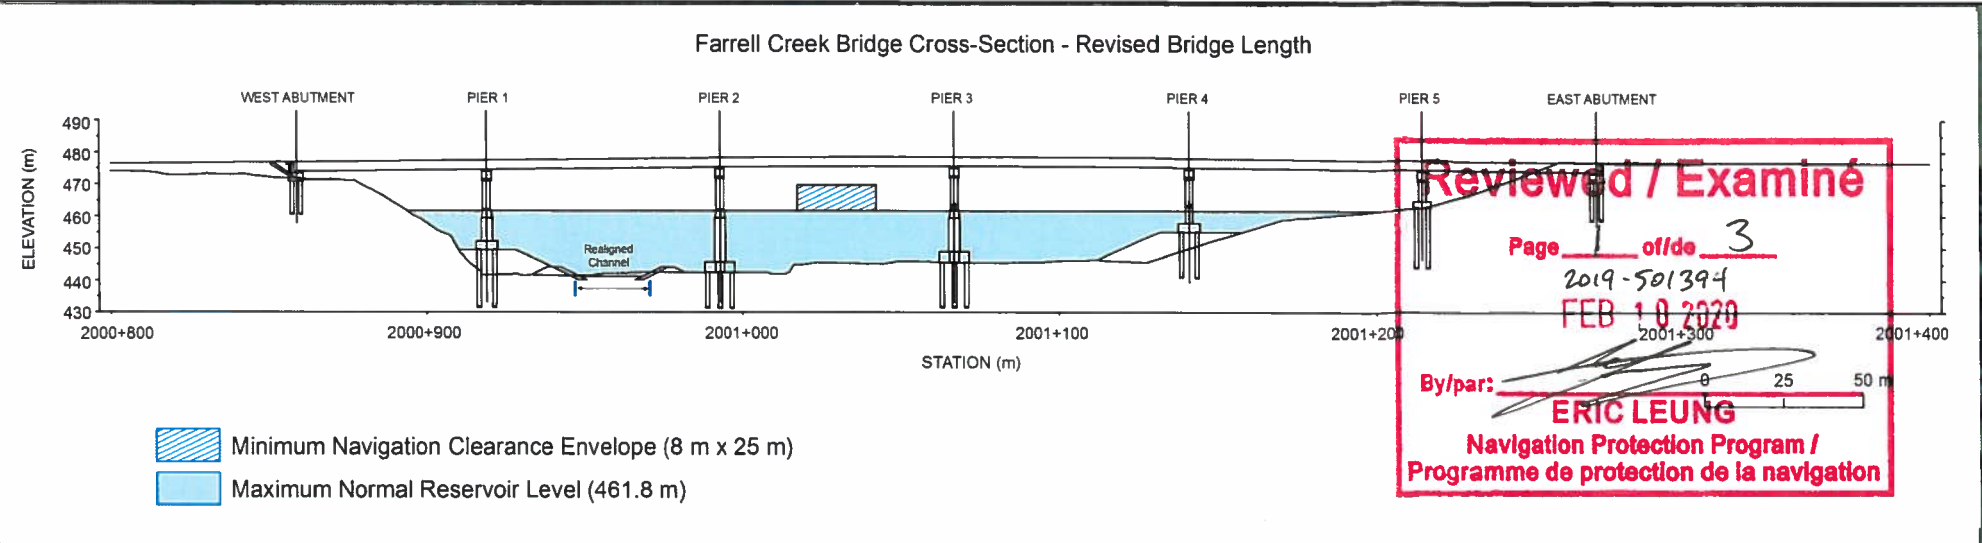 Farrell Creek Bridge Cross-Section - Revised Bridge Length
WEST ABUTMENT PIER 1 PIER 2 PIER 3 PIER 4 PIER 5 EAST ABUTMENT
ELEVATION (m)
490
480
470
460
450
440
430
Realigned
Channel
2000+800 2000+900 2001+000 2001+100 2001+200 2001+300 2001+400
STATION (m)
Reviewed / Examiné
Page 1 of/de 3
2019-501394
FEB 10 2020
By/par:
0 25 50 m
ERIC LEUNG
Navigation Protection Program /
Programme de protection de la navigation
Minimum Navigation Clearance Envelope (8 m x 25 m)
Maximum Normal Reservoir Level (461.8 m)